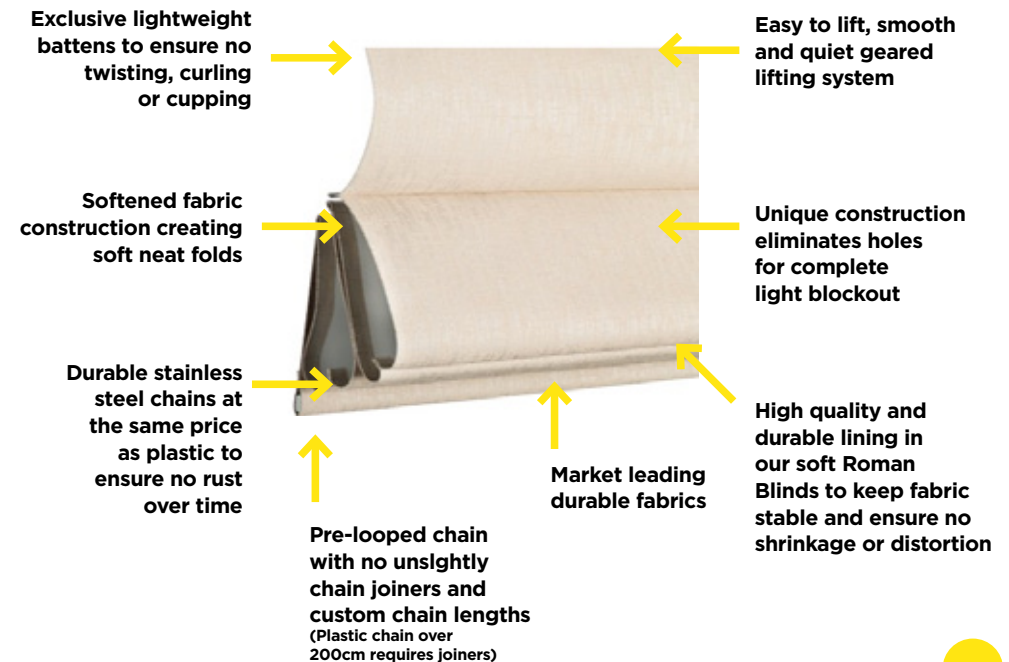 Exclusive lightweight
battens to ensure no
twisting, curling
or cupping
Easy to lift, smooth
and quiet geared
lifting system
Softened fabric
construction creating
soft neat folds
Unique construction
eliminates holes
for complete
light blockout
Durable stainless
steel chains at
the same price
as plastic to
ensure no rust
over time
High quality and
durable lining in
our soft Roman
Blinds to keep fabric
stable and ensure no
shrinkage or distortion
Market leading
durable fabrics
Pre-looped chain
with no unslghtly
chain joiners and
custom chain lengths
(Plastic chain over
200cm requires joiners)